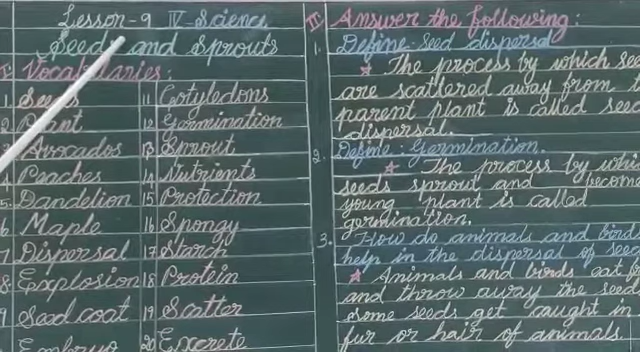 Lesson-9 IV-Science
Seeds and Sprouts
I. Vocabularies:
1. Seeds
2. Plant
3. Avocados
4. Peaches
5. Dandelion
6. Maple
7. Dispersal
8. Explosion
9. Seed coat
Embryo
11 Cotyledons
12 Germination
13 Sprout
14 Nutrients
15 Protection
16 Spongy
17 Starch
18 Protein
19 Scatter
20 Excrete
II. Answer the following:
1. Define-Seed dispersal
★ The process by which see
are scattered away from
parent plant is called seed
dispersal.
2. Define: Germination.
★ The process by whic
seeds sprout and become
young plant is called
germination.
3. How do animals and birds
help in the dispersal of see
★ Animals and birds eat f
and throw away the seed
some seeds get caught in
fur or hair of animals.